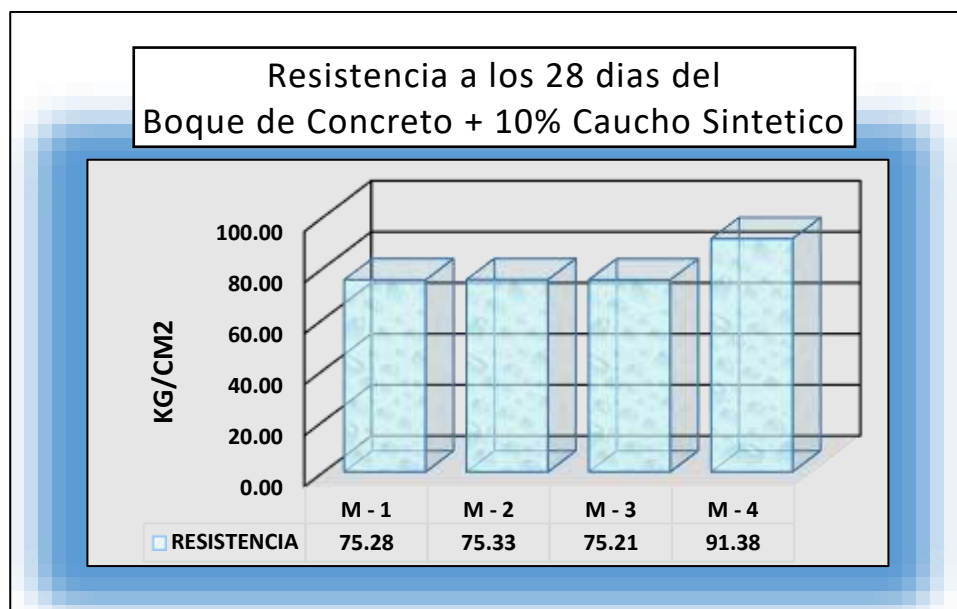 Resistencia a los 28 dias del
Boque de Concreto + 10% Caucho Sintetico
KG/CM2
100.00
80.00
60.00
40.00
20.00
0.00
M - 1 M - 2 M - 3 M - 4
RESISTENCIA 75.28 75.33 75.21 91.38